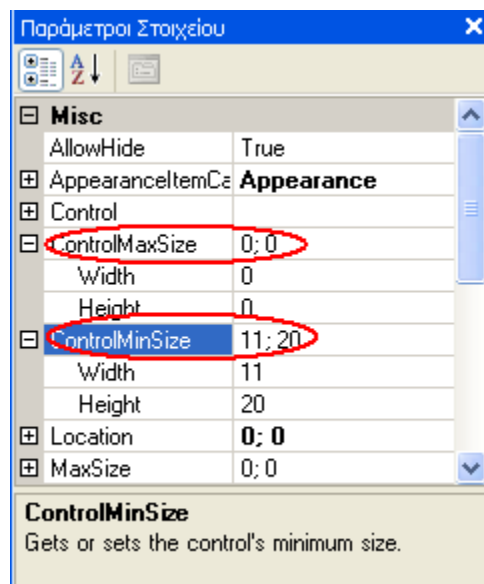 Παράμετροι Στοιχείου
Misc
AllowHide True
AppearanceItemCa Appearance
Control
ControlMaxSize 0; 0
Width 0
Height 0
ControlMinSize 11; 20
Width 11
Height 20
Location 0; 0
MaxSize 0; 0
ControlMinSize
Gets or sets the control's minimum size.